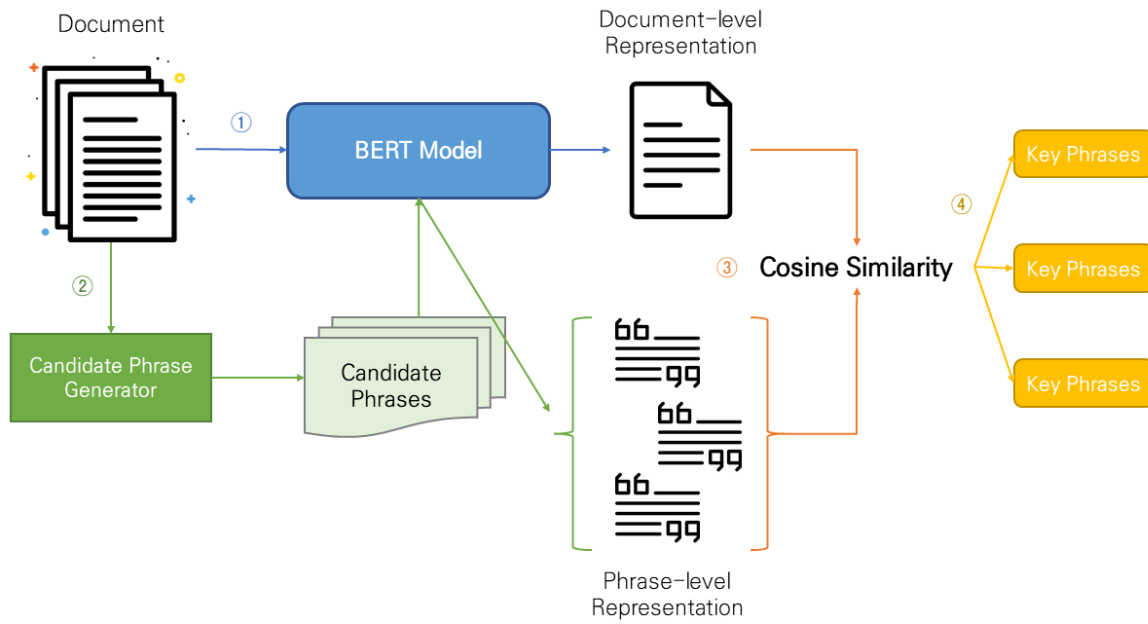 Document
Document-level
Representation
①
BERT Model
Key Phrases
④
②
③
Cosine Similarity
Key Phrases
Candidate Phrase
Generator
Candidate
Phrases
Key Phrases
Phrase-level
Representation